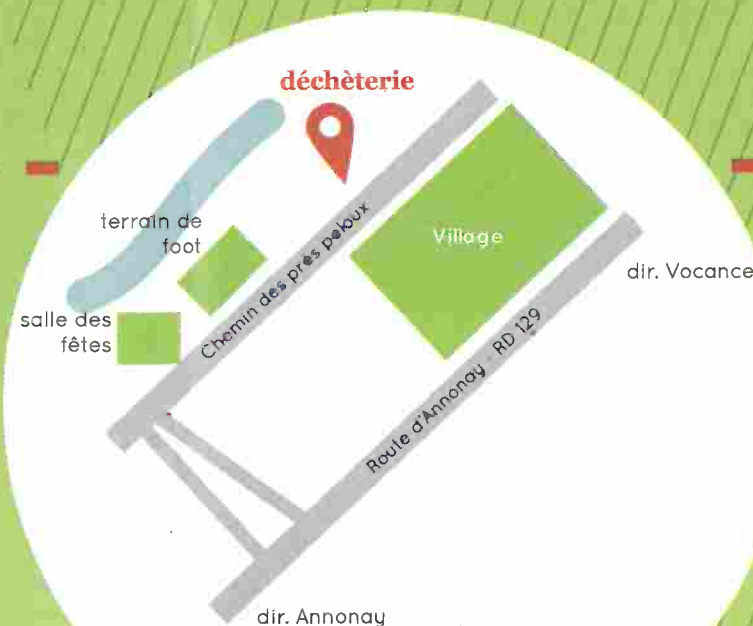 déchèterie
terrain de
foot
Village
Chemin des près peloux
dir. Vocance
salle des
fêtes
Route d'Annonay - RD 129
dir. Annonay